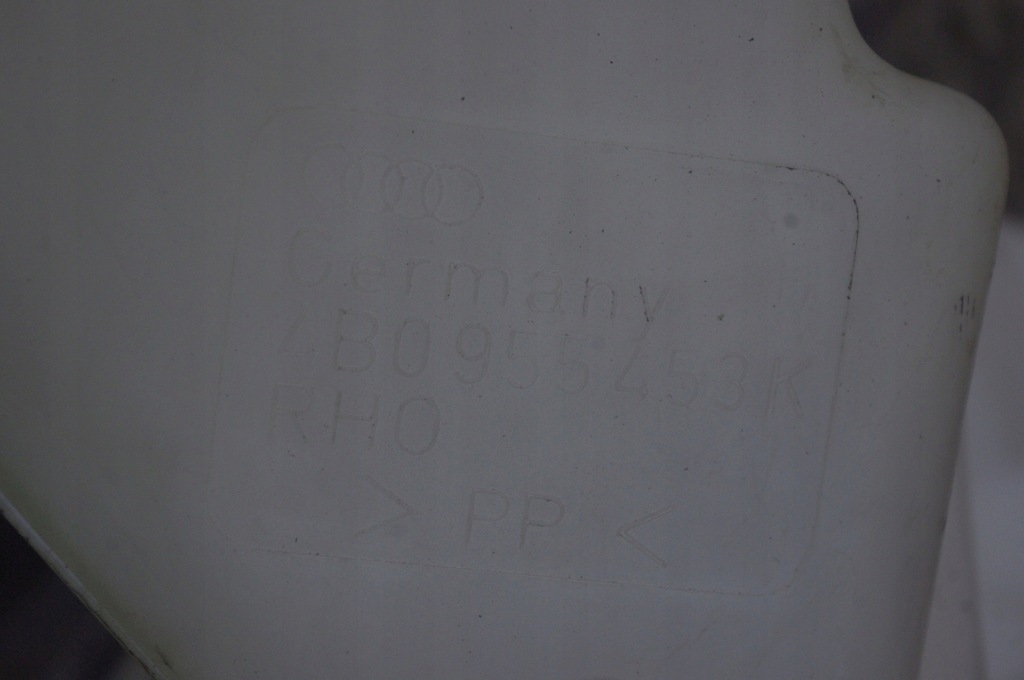 Germany
4B0955453K
RHO
> PP <